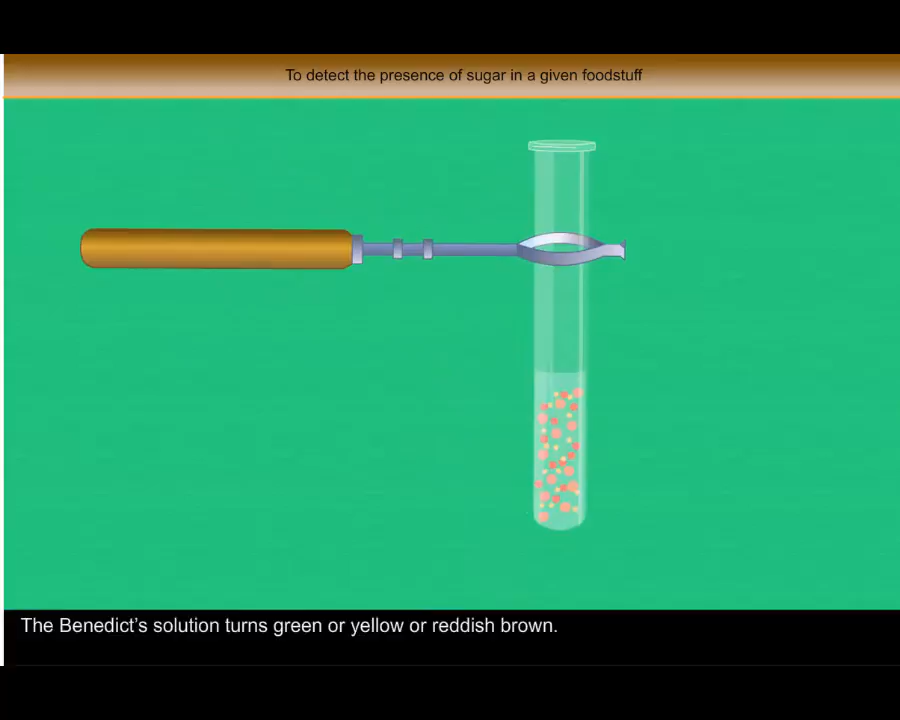 To detect the presence of sugar in a given foodstuff
The Benedict's solution turns green or yellow or reddish brown.